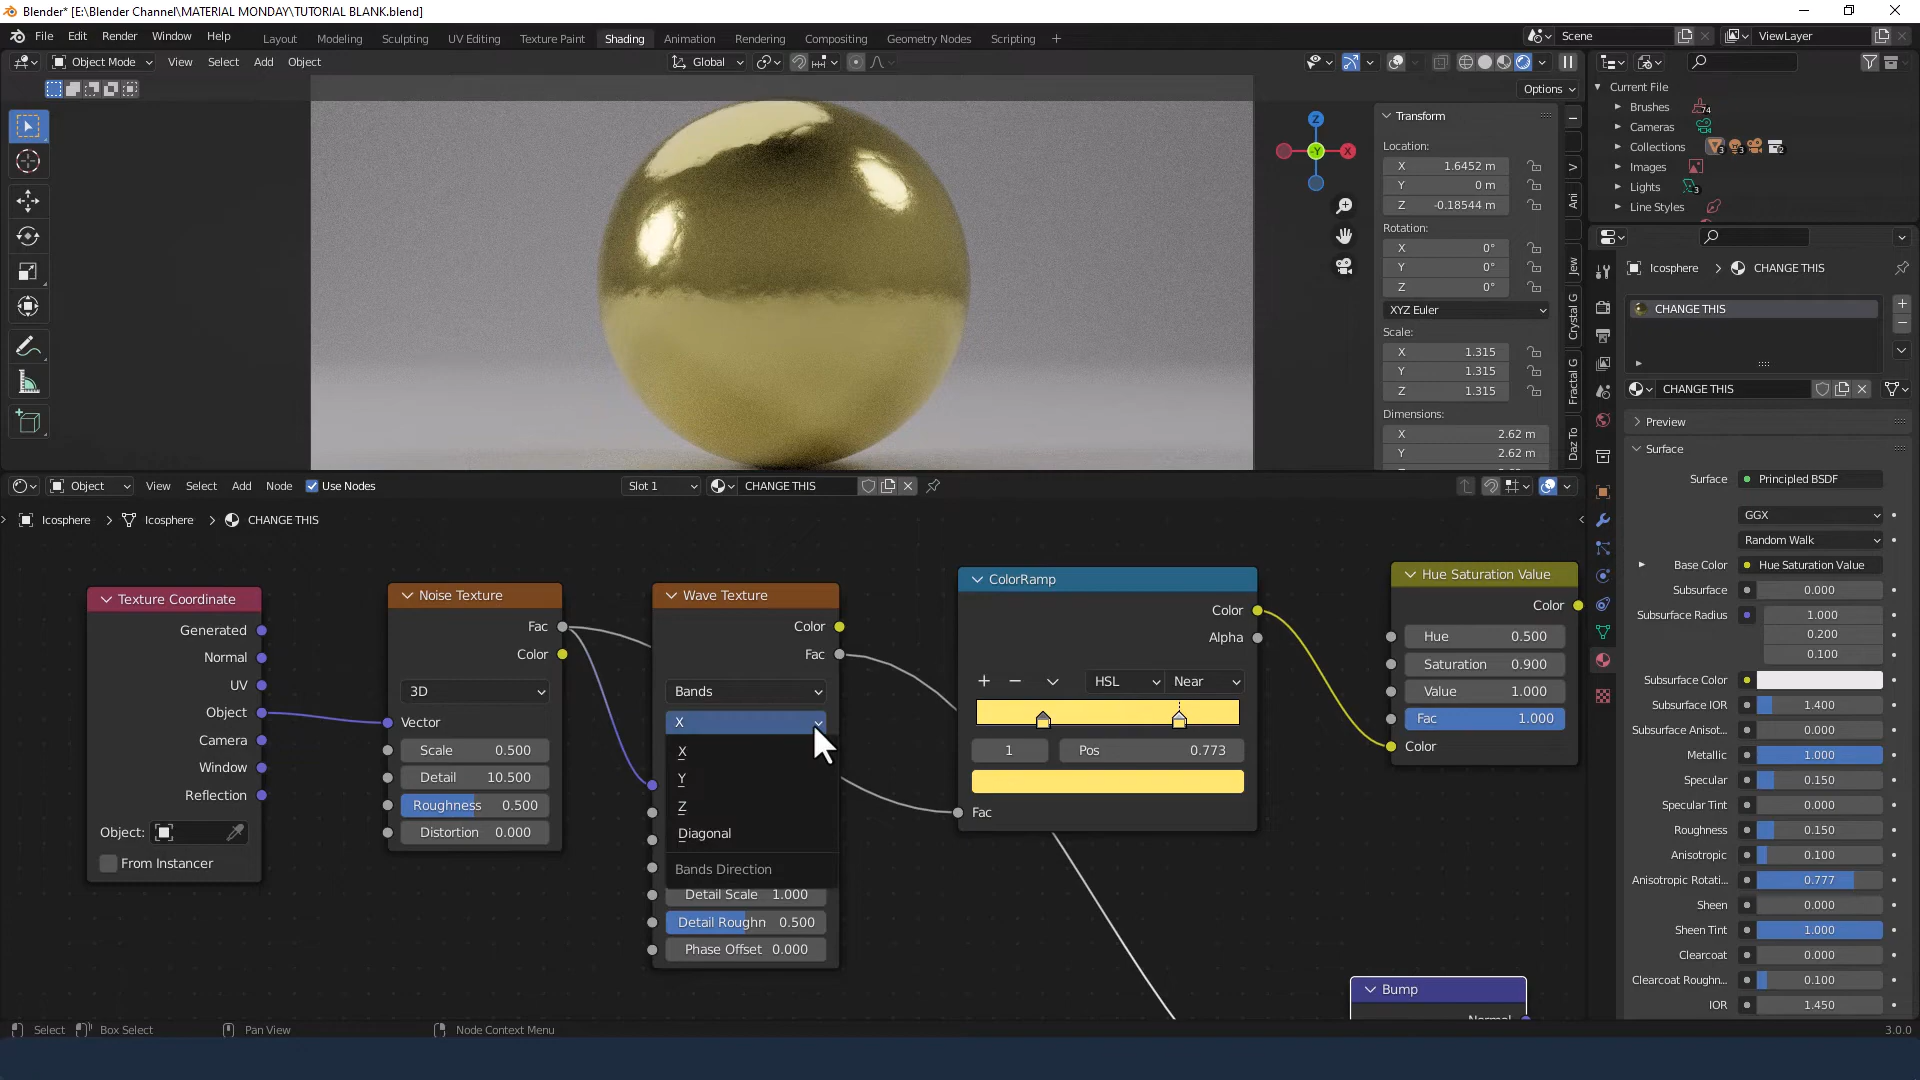 Blender* [E:\Blender Channel\MATERIAL MONDAY\TUTORIAL BLANK.blend]
File Edit Render Window Help
Layout Modeling Sculpting UV Editing Texture Paint Shading Animation Rendering Compositing Geometry Nodes Scripting +
Scene
ViewLayer
Object Mode View Select Add Object
Global
Options
Transform
Location:
X 1.6452 m
Y 0 m
Z -0.18544 m
Rotation:
X 0°
Y 0°
Z 0°
XYZ Euler
Scale:
X 1.315
Y 1.315
Z 1.315
Dimensions:
X 2.62 m
Y 2.62 m
Z
X
-Y
V
Ani
Jew
Crystal G
Fractal G
Daz To
Current File
Brushes
74
Cameras
Collections
3 3 2
Images
Lights
3
Line Styles
Icosphere > CHANGE THIS
CHANGE THIS
CHANGE THIS
Preview
Surface
Surface Principled BSDF
GGX
Random Walk
Base Color Hue Saturation Value
Subsurface 0.000
Subsurface Radius 1.000
0.200
0.100
Subsurface Color
Subsurface IOR 1.400
Subsurface Anisot... 0.000
Metallic 1.000
Specular 0.150
Specular Tint 0.000
Roughness 0.150
Anisotropic 0.100
Anisotropic Rotati... 0.777
Sheen 0.000
Sheen Tint 1.000
Clearcoat 0.000
Clearcoat Roughn... 0.100
IOR 1.450
Object View Select Add Node Use Nodes
Slot 1
CHANGE THIS
Icosphere > Icosphere > CHANGE THIS
Texture Coordinate
Generated
Normal
UV
Object
Camera
Window
Reflection
Object:
From Instancer
Noise Texture
Fac
Color
3D
Vector
Scale 0.500
Detail 10.500
Roughness 0.500
Distortion 0.000
Wave Texture
Color
Fac
Bands
X
X
Y
Z
Diagonal
Bands Direction
Detail Scale 1.000
Detail Roughn 0.500
Phase Offset 0.000
ColorRamp
Color
Alpha
+ − HSL Near
1 Pos 0.773
Fac
Hue Saturation Value
Color
Hue 0.500
Saturation 0.900
Value 1.000
Fac 1.000
Color
Bump
Normal
Select Box Select Pan View Node Context Menu
3.0.0